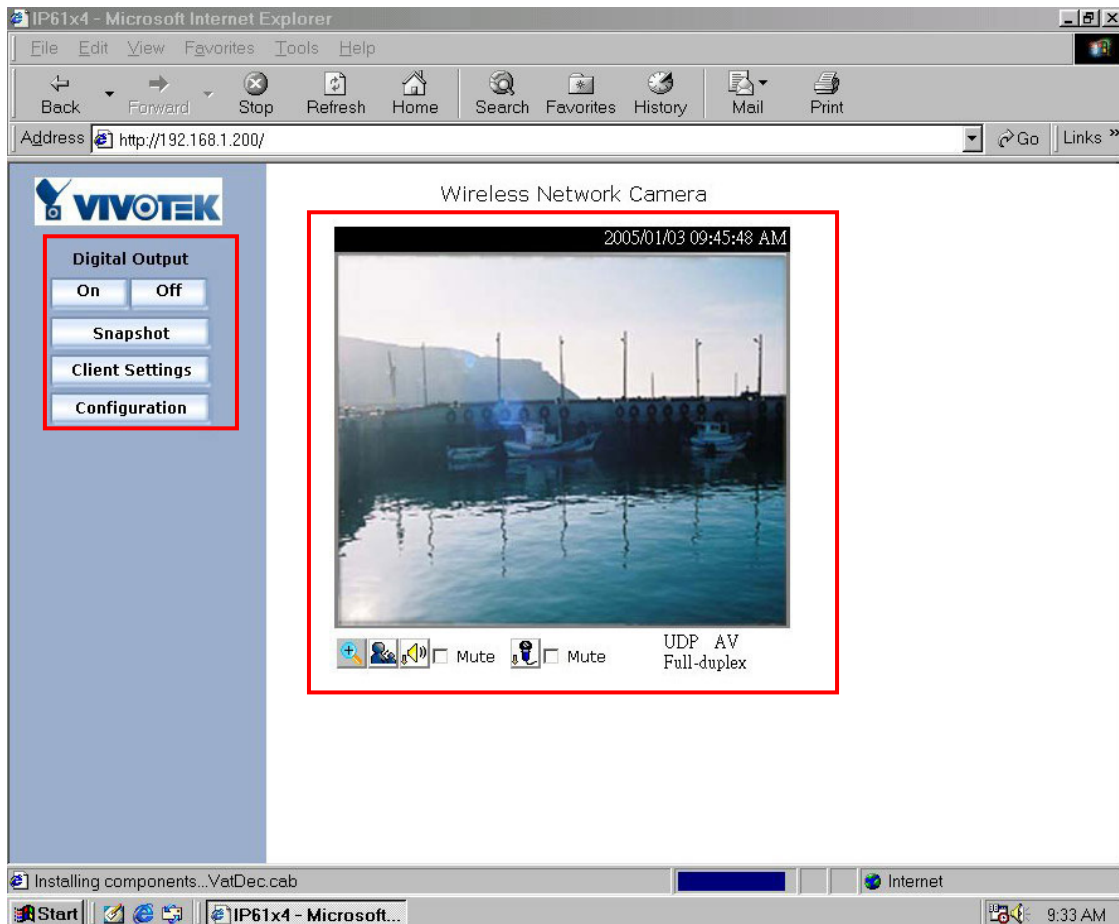 IP61x4 - Microsoft Internet Explorer
File Edit View Favorites Tools Help
Back Forward Stop Refresh Home Search Favorites History Mail Print
Address http://192.168.1.200/ Go Links »
VIVOTEK
Digital Output
On Off
Snapshot
Client Settings
Configuration
Wireless Network Camera
2005/01/03 09:45:48 AM
Mute Mute
UDP AV
Full-duplex
Installing components...VatDec.cab Internet
Start IP61x4 - Microsoft... 9:33 AM